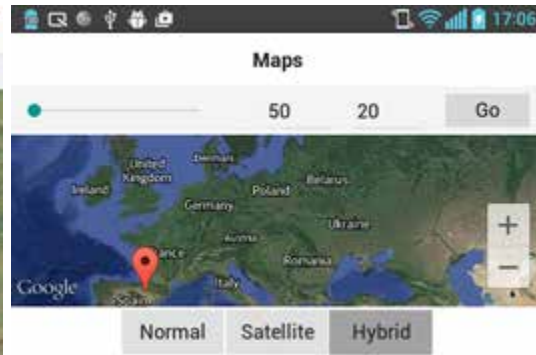 17:06
Maps
50 20 Go
United Kingdom
Denmark
Ireland
Poland
Belarus
Germany
Ukraine
Austria
France
Romania
Italy
Spain
Google
+
−
Normal Satellite Hybrid